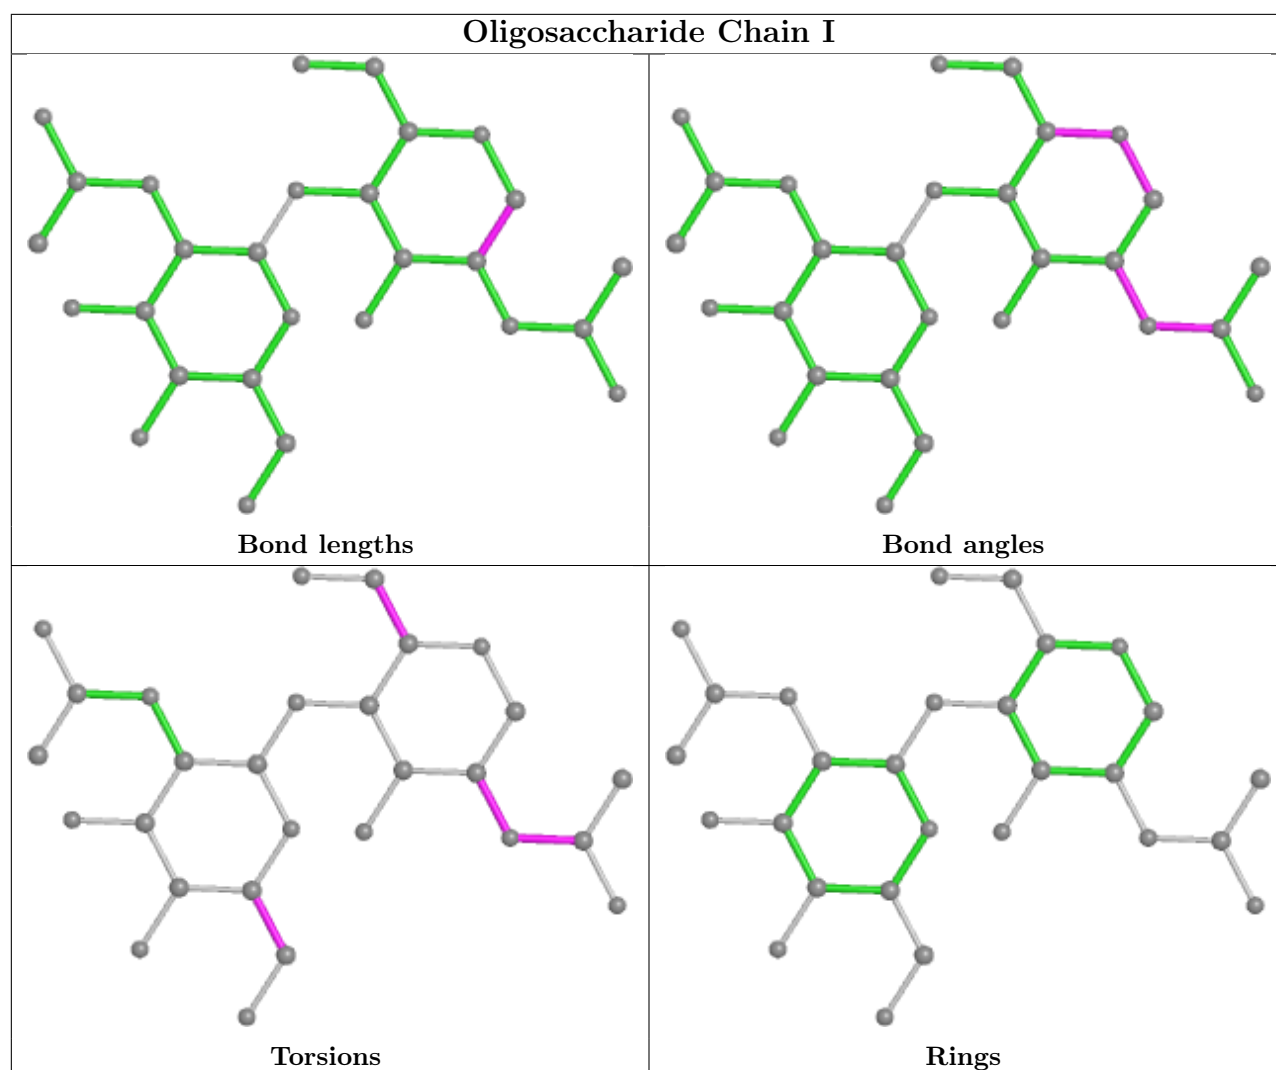 Oligosaccharide Chain I
Bond lengths
Bond angles
Torsions
Rings